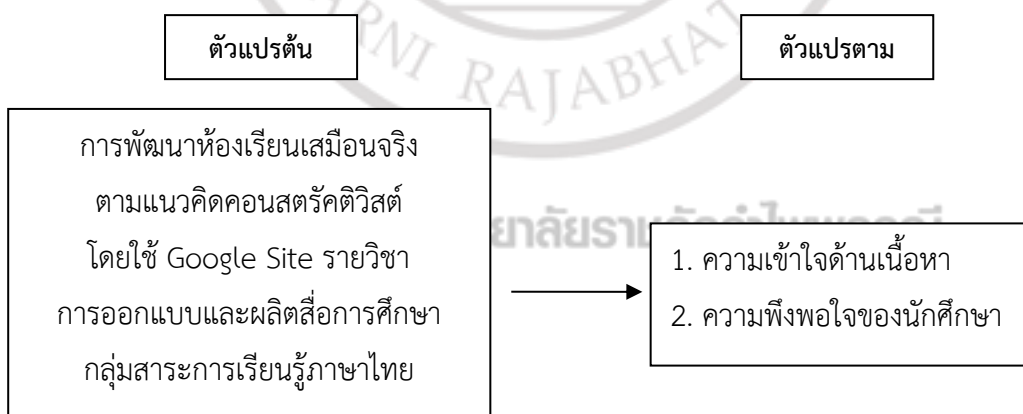 ARNI RAJABHAT
ตัวแปรต้น
ตัวแปรตาม
การพัฒนาห้องเรียนเสมือนจริง
ตามแนวคิดคอนสตรัคติวิสต์
โดยใช้ Google Site รายวิชา
การออกแบบและผลิตสื่อการศึกษา
กลุ่มสาระการเรียนรู้ภาษาไทย
1. ความเข้าใจด้านเนื้อหา
2. ความพึงพอใจของนักศึกษา